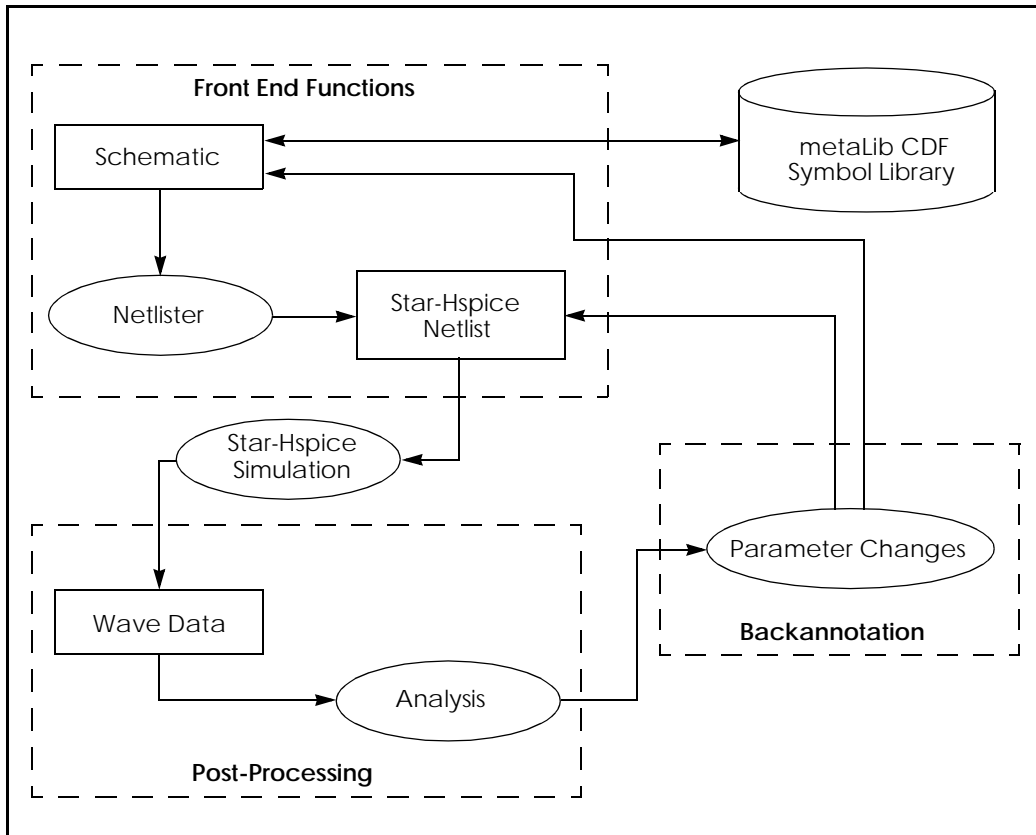 Front End Functions
Schematic
metaLib CDF
Symbol Library
Netlister
Star-Hspice
Netlist
Star-Hspice
Simulation
Parameter Changes
Backannotation
Wave Data
Analysis
Post-Processing